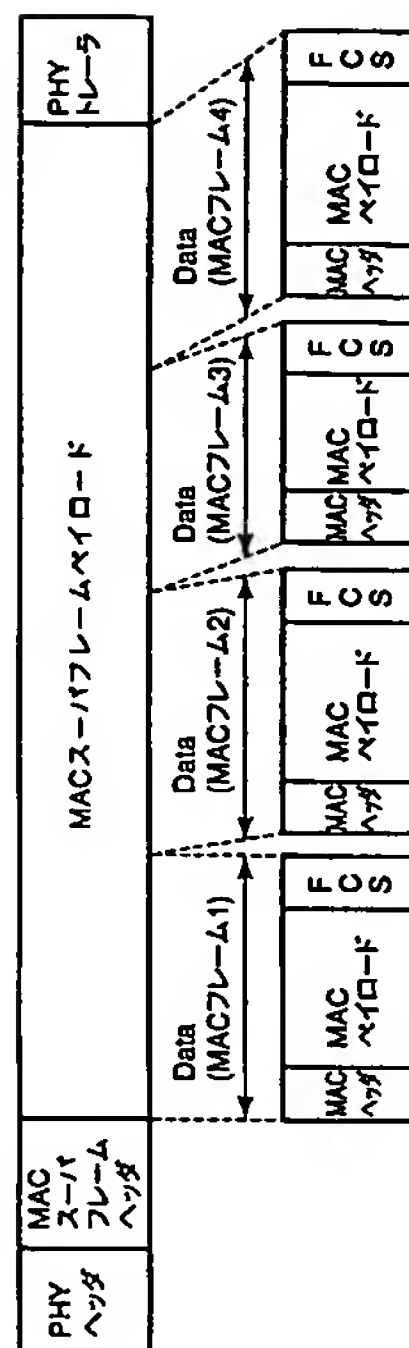 PHY
ヘッダ
MAC
スーパ
フレーム
ヘッダ
MACスーパフレームペイロード
PHY
トレーラ
Data
(MACフレーム1)
Data
(MACフレーム2)
Data
(MACフレーム3)
Data
(MACフレーム4)
MAC
ヘッダ
MAC
ペイロード
F
C
S
MAC
ヘッダ
MAC
ペイロード
F
C
S
MAC
ヘッダ
MAC
ペイロード
F
C
S
MAC
ヘッダ
MAC
ペイロード
F
C
S